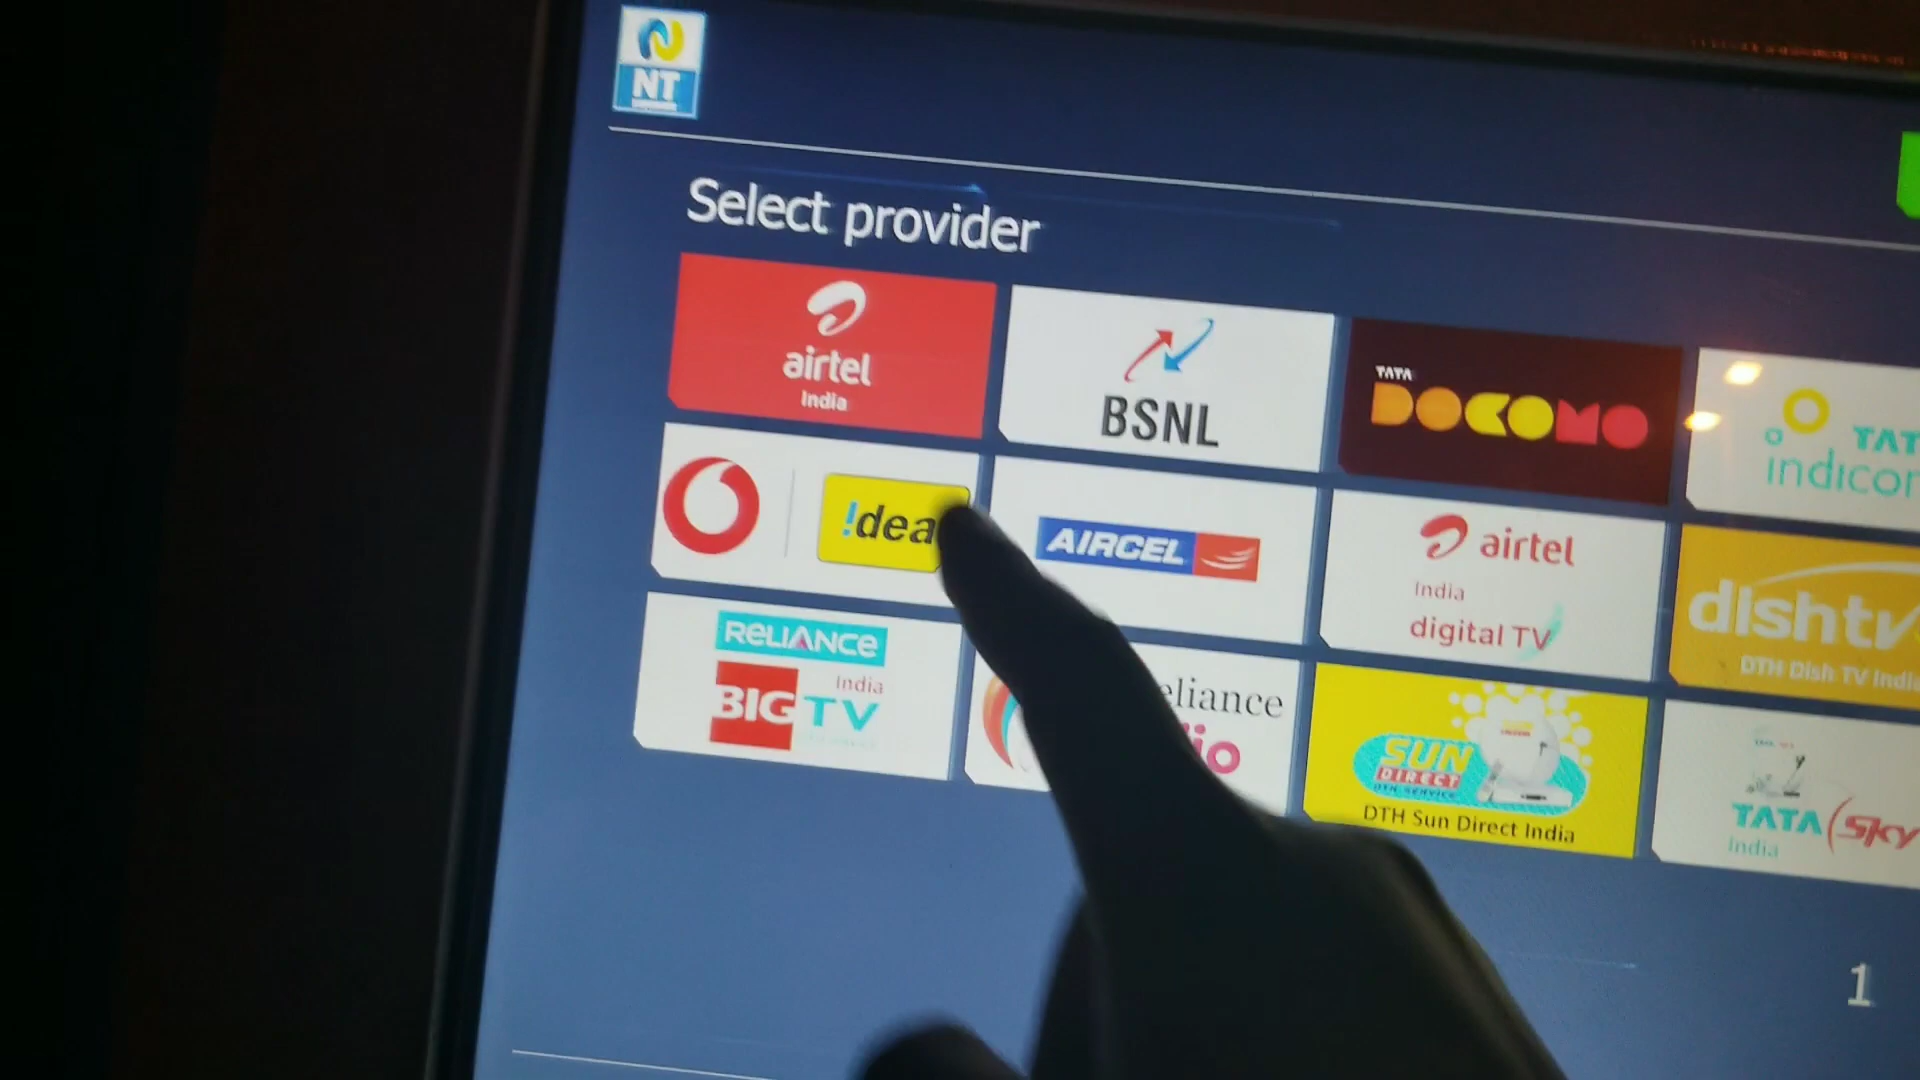 NT
Select provider
airtel
India
BSNL
TATA
DOCOMO
TAT
indicom
!dea
AIRCEL
airtel
India
digital TV
dishtv
DTH Dish TV India
RELIANCE
India
BIG TV
eliance
io
SUN
DIRECT
DTH SERVICE
DTH Sun Direct India
TATA Sky
India
1